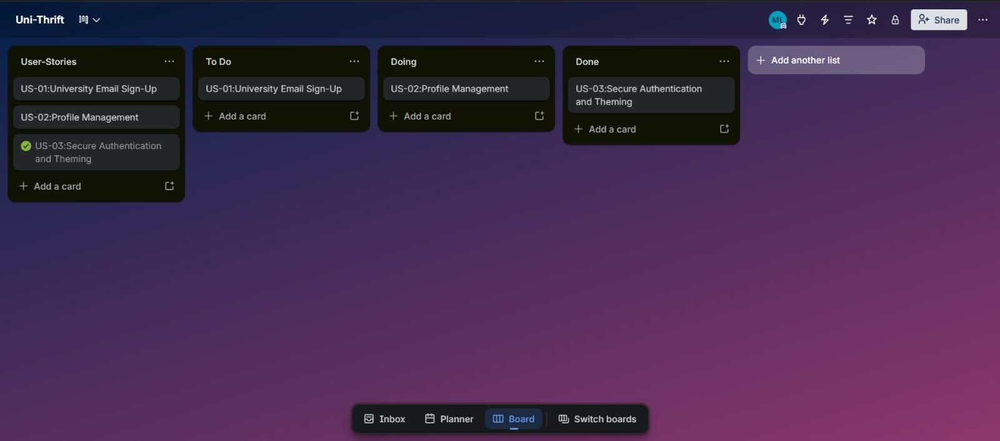 Uni-Thrift
ML
Share
User-Stories
US-01:University Email Sign-Up
US-02:Profile Management
US-03:Secure Authentication
and Theming
Add a card
To Do
US-01:University Email Sign-Up
Add a card
Doing
US-02:Profile Management
Add a card
Done
US-03:Secure Authentication
and Theming
Add a card
Add another list
Inbox
Planner
Board
Switch boards